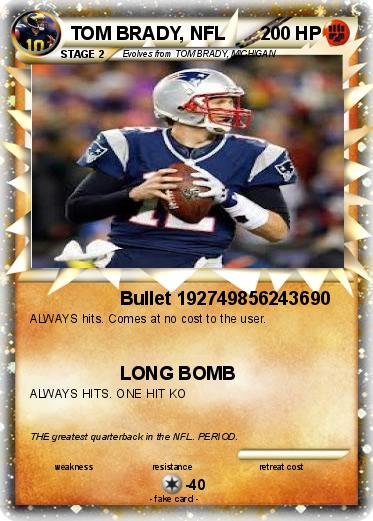 TOM BRADY, NFL 200 HP
STAGE 2 Evolves from TOM BRADY, MICHIGAN
10
12
Bullet 192749856243690
ALWAYS hits. Comes at no cost to the user.
LONG BOMB
ALWAYS HITS. ONE HIT KO
THE greatest quarterback in the NFL. PERIOD.
weakness resistance retreat cost
-40
- fake card -